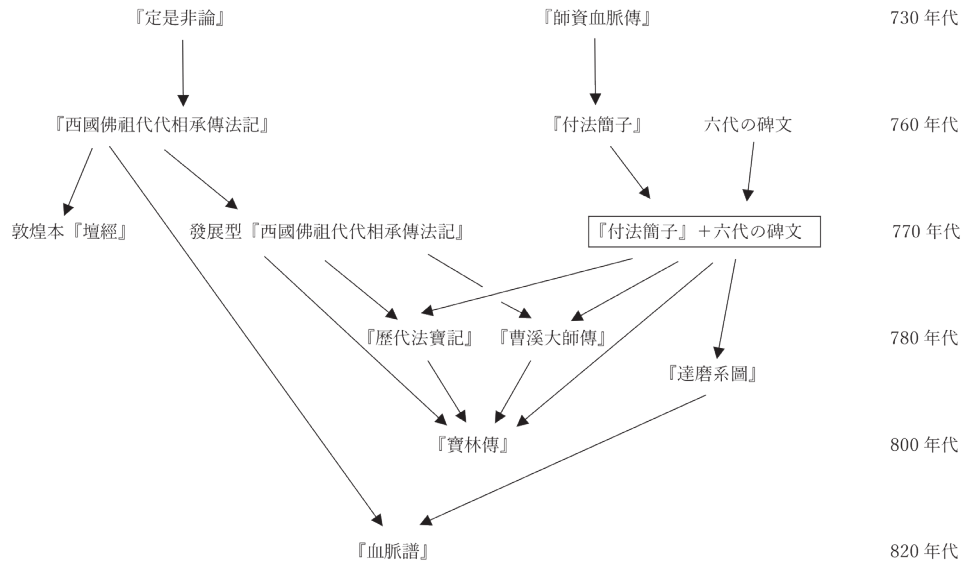 『定是非論』 『師資血脈傳』 730 年代
『西國佛祖代代相承傳法記』 『付法簡子』 六代の碑文 760 年代
敦煌本『壇經』 發展型『西國佛祖代代相承傳法記』 『付法簡子』＋六代の碑文 770 年代
『歷代法寶記』 『曹溪大師傳』 780 年代
『達磨系圖』
『寶林傳』 800 年代
『血脈譜』 820 年代